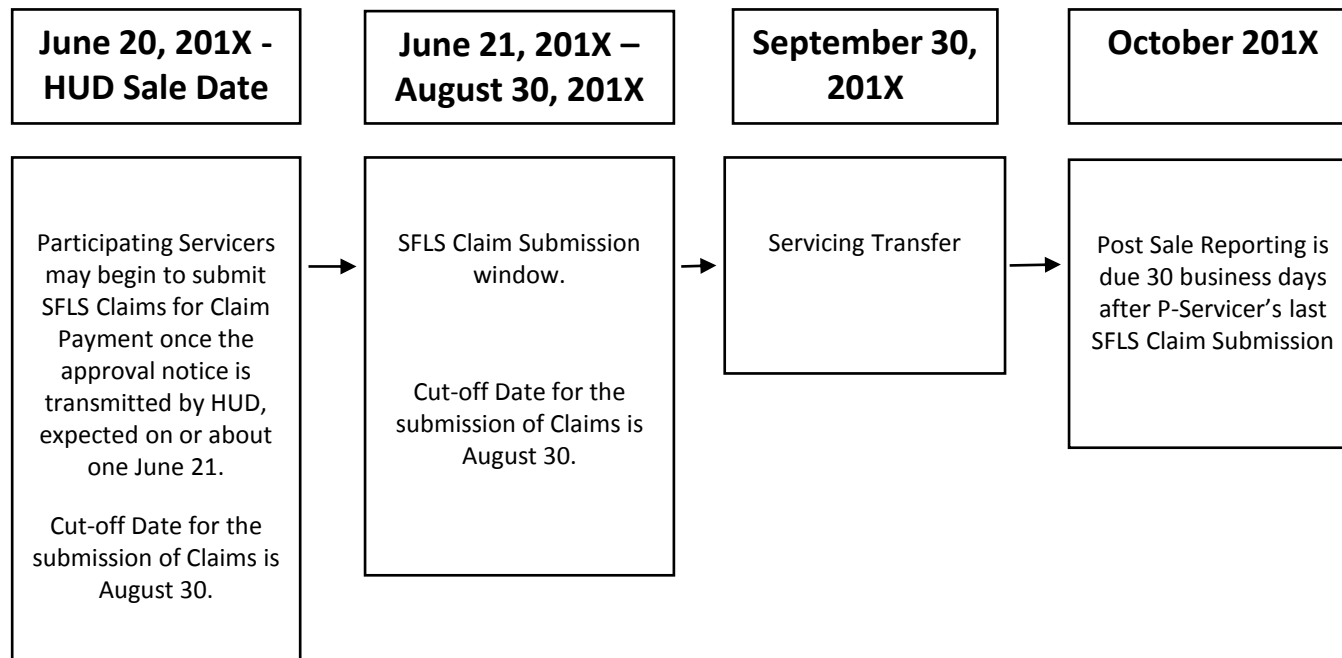 June 20, 201X -
HUD Sale Date
June 21, 201X –
August 30, 201X
September 30,
201X
October 201X
Participating Servicers
may begin to submit
SFLS Claims for Claim
Payment once the
approval notice is
transmitted by HUD,
expected on or about
one June 21.
Cut-off Date for the
submission of Claims is
August 30.
SFLS Claim Submission
window.
Cut-off Date for the
submission of Claims is
August 30.
Servicing Transfer
Post Sale Reporting is
due 30 business days
after P-Servicer’s last
SFLS Claim Submission